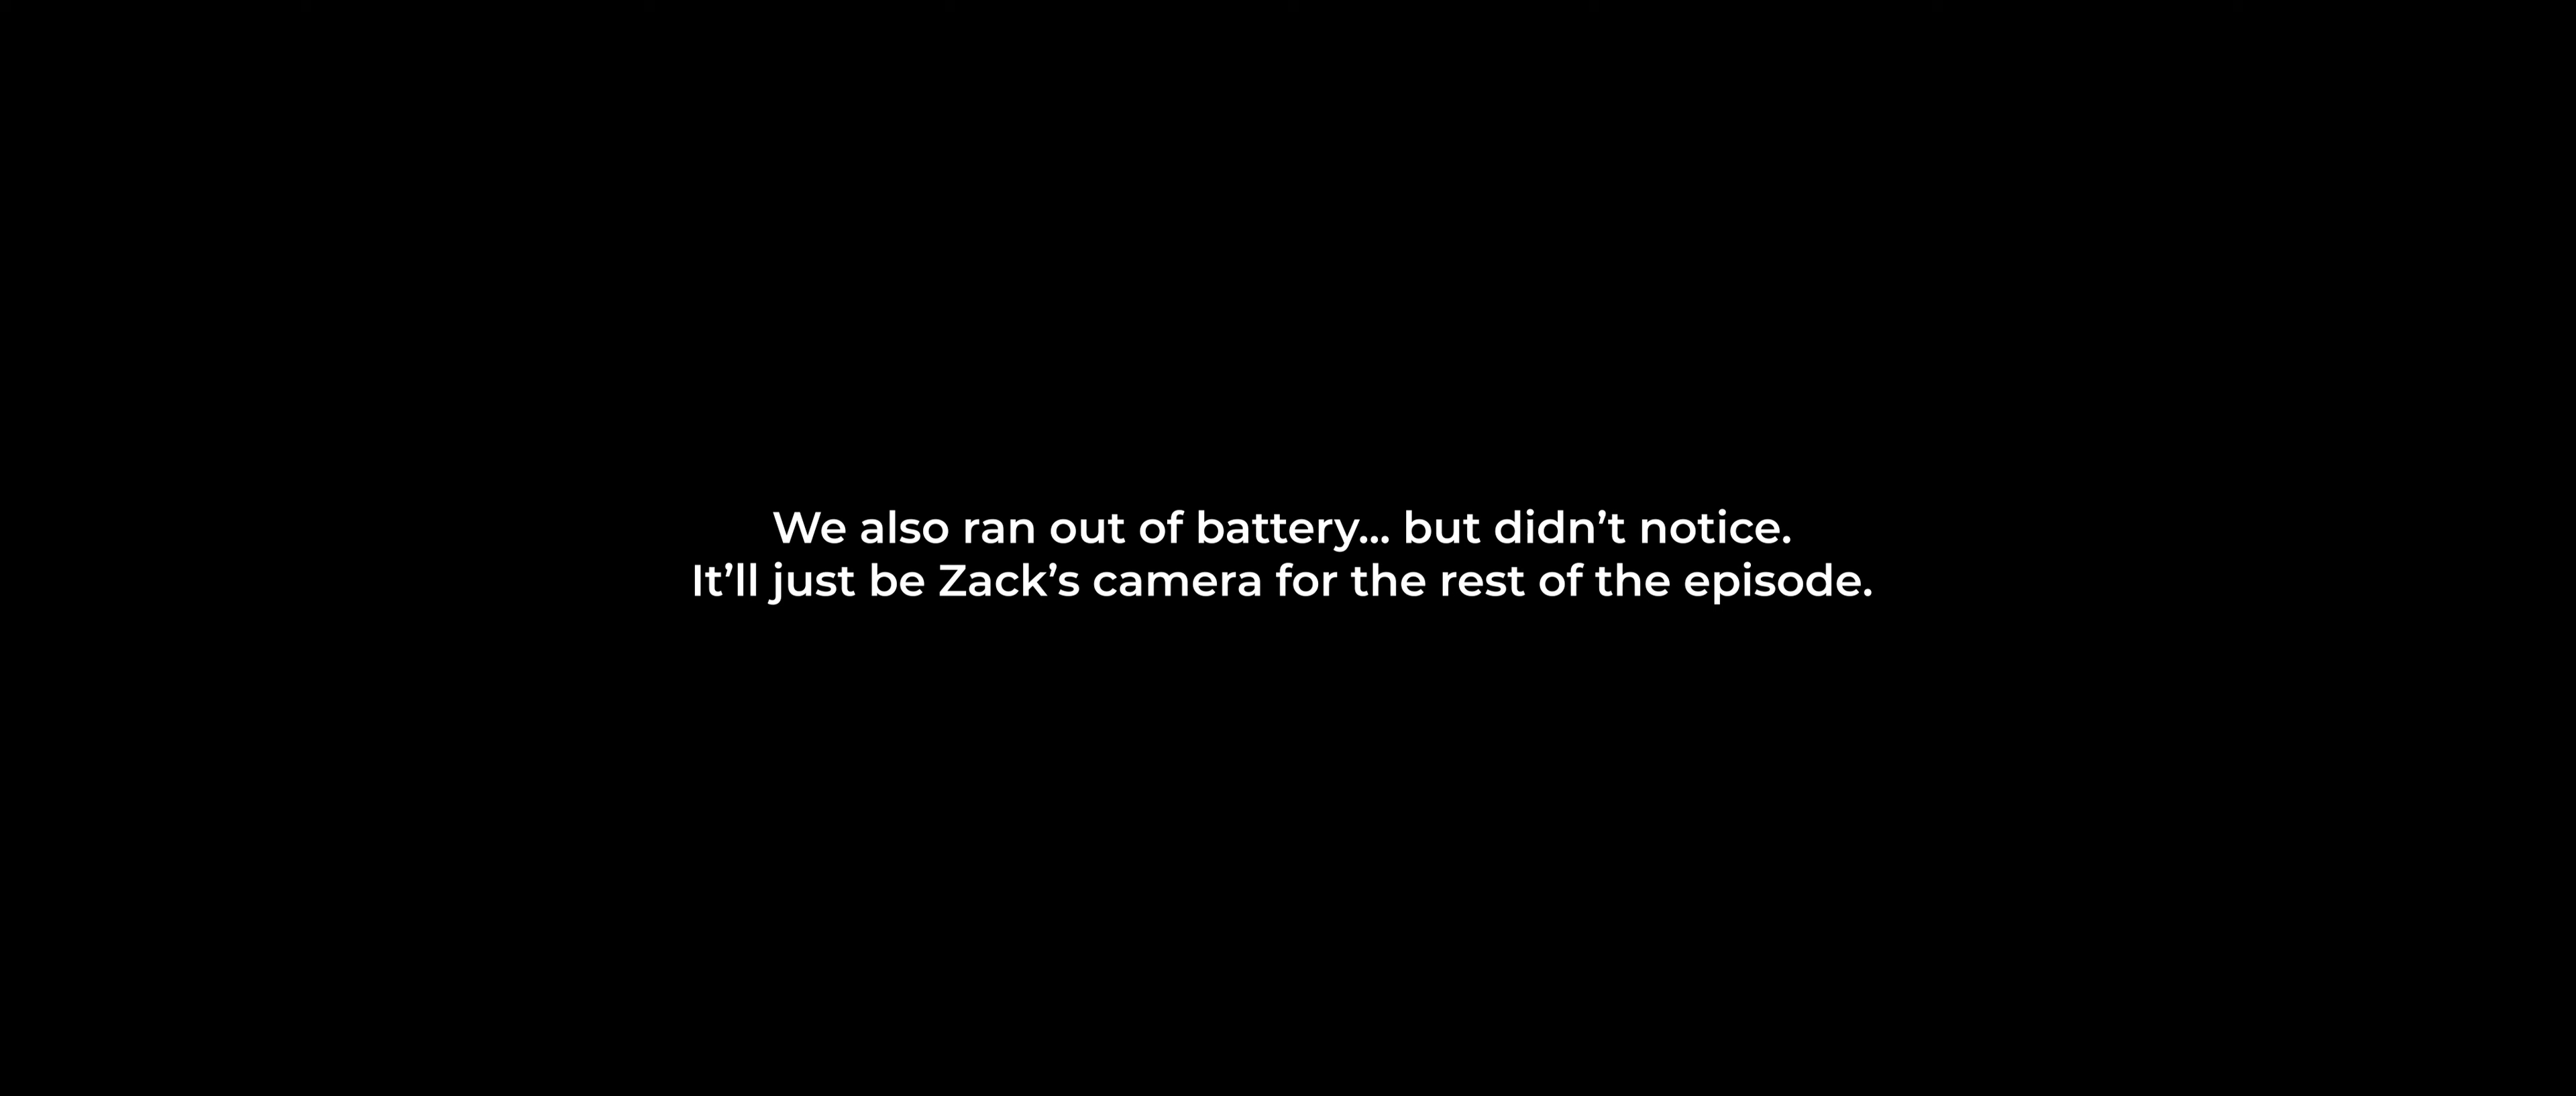 We also ran out of battery... but didn’t notice.
It’ll just be Zack’s camera for the rest of the episode.